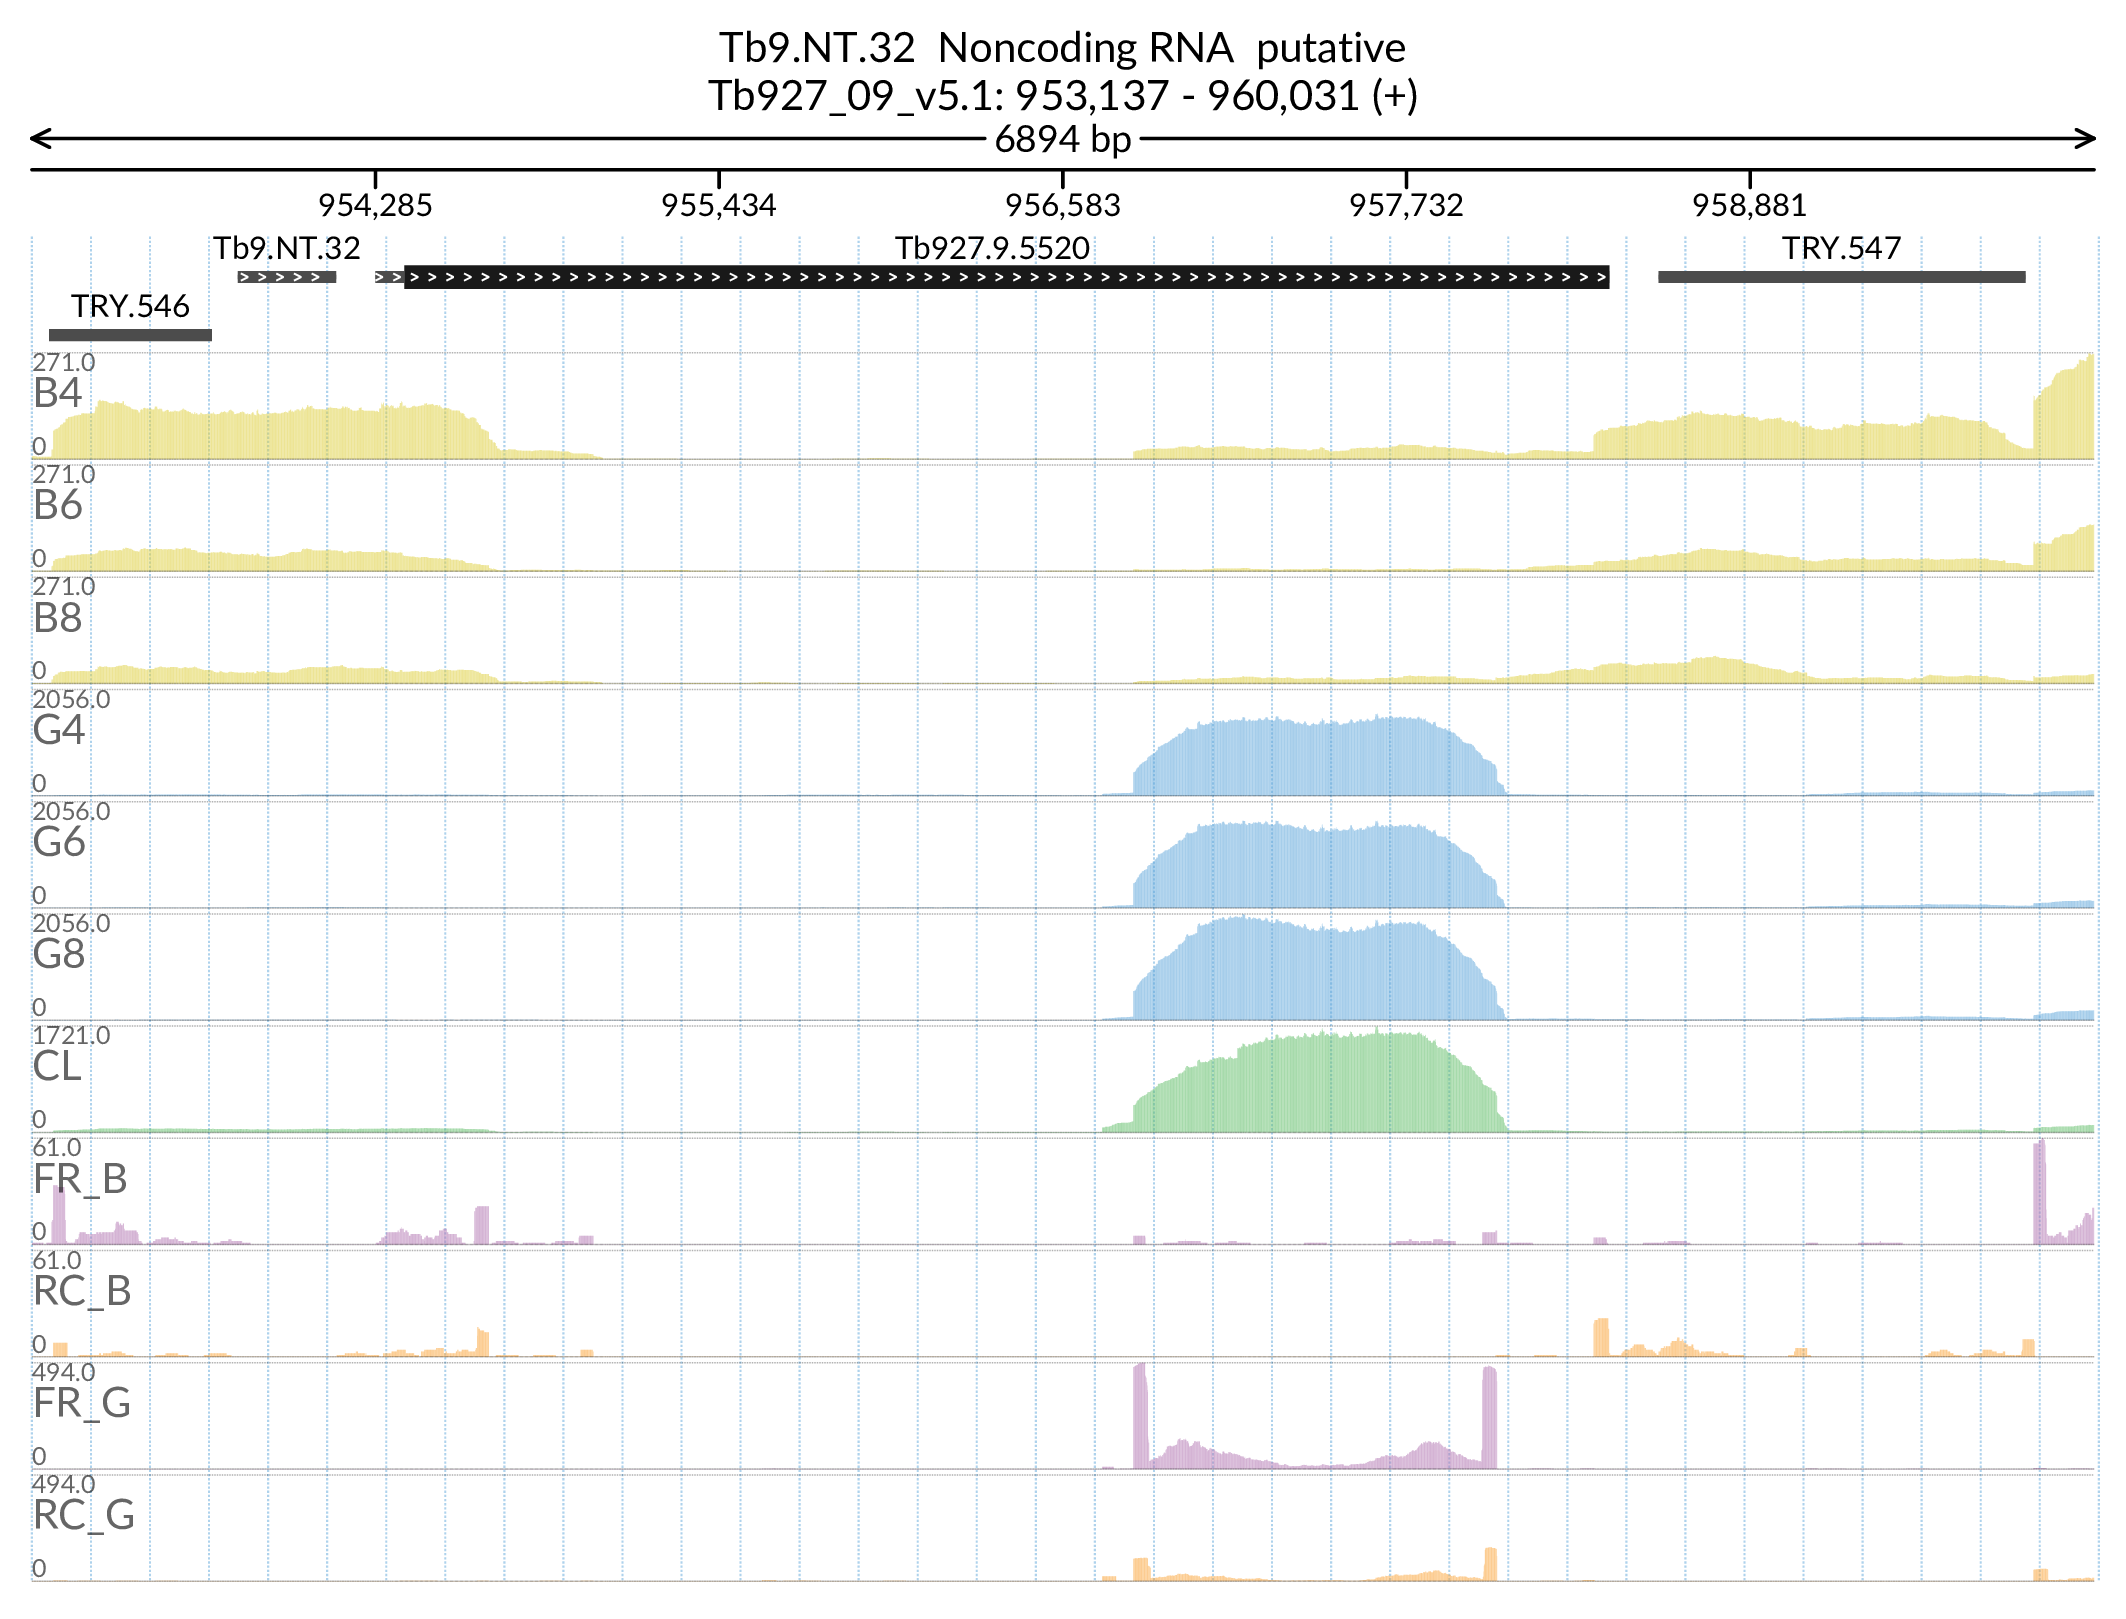 Tb9.NT.32 Noncoding RNA putative
Tb927_09_v5.1: 953,137 - 960,031 (+)
6894 bp
954,285 955,434 956,583 957,732 958,881
Tb9.NT.32 Tb927.9.5520 TRY.547
TRY.546
271.0
B4
0
271.0
B6
0
271.0
B8
0
2056.0
G4
0
2056.0
G6
0
2056.0
G8
0
1721.0
CL
0
61.0
FR_B
0
61.0
RC_B
0
494.0
FR_G
0
494.0
RC_G
0